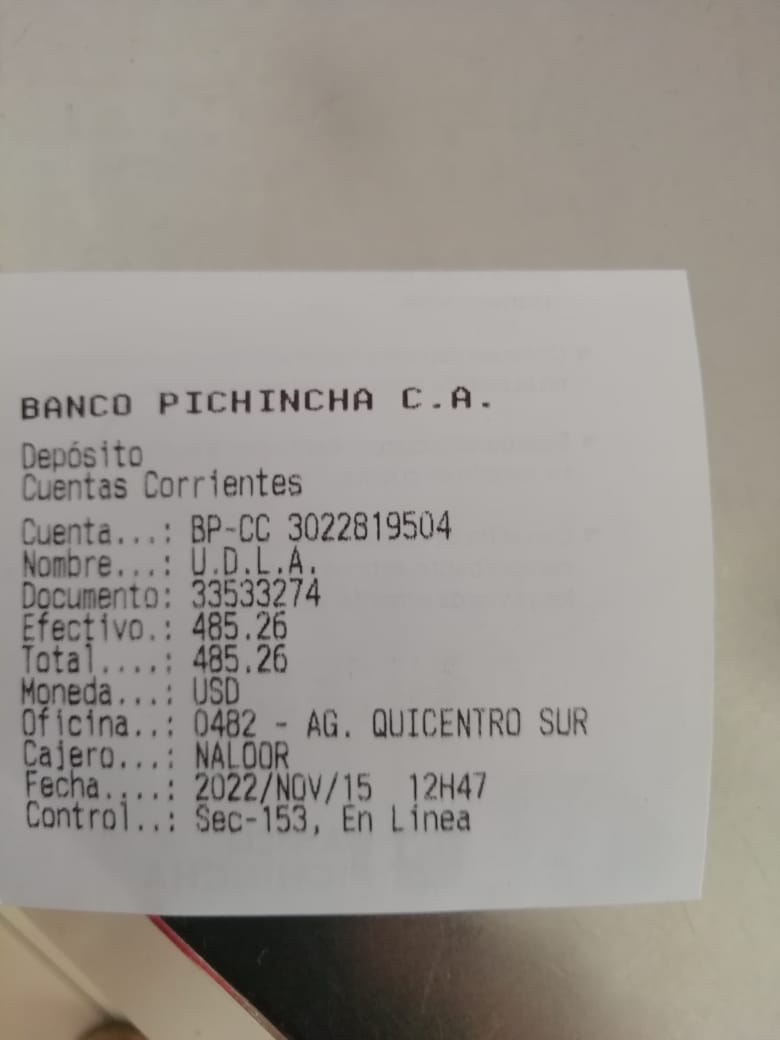 BANCO PICHINCHA C.A.
Depósito
Cuentas Corrientes
Cuenta...: BP-CC 3022819504
Nombre...: U.D.L.A.
Documento: 33533274
Efectivo.: 485.26
Total....: 485.26
Moneda...: USD
Oficina..: 0482 - AG. QUICENTRO SUR
Cajero...: NALOOR
Fecha....: 2022/NOV/15 12H47
Control..: Sec-153, En Linea